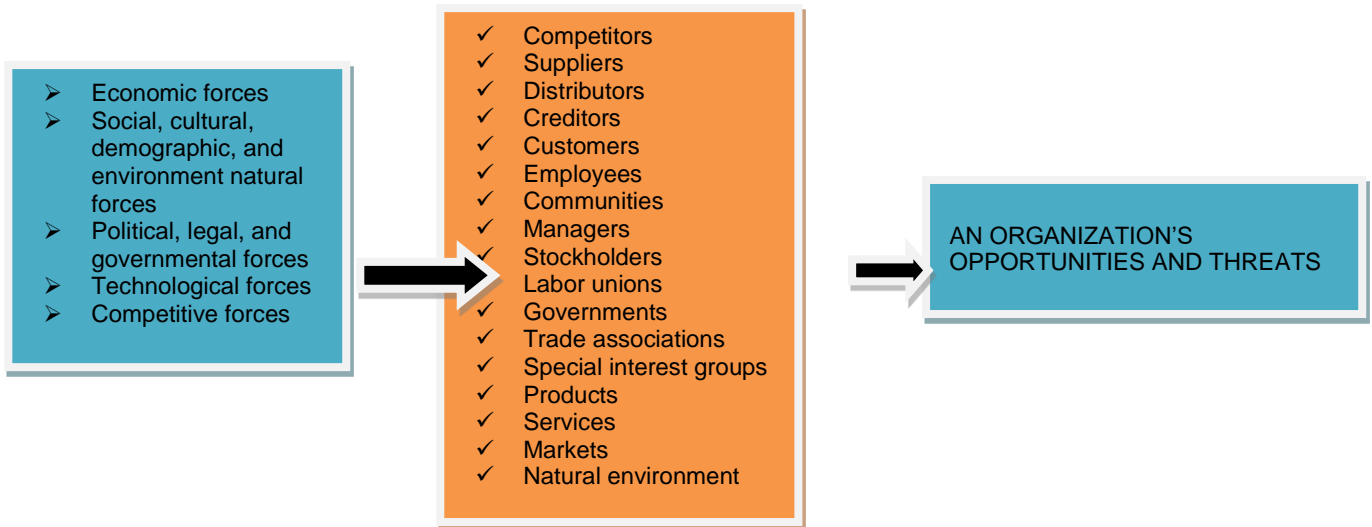 Economic forces
Social, cultural,
demographic, and
environment natural
forces
Political, legal, and
governmental forces
Technological forces
Competitive forces
Competitors
Suppliers
Distributors
Creditors
Customers
Employees
Communities
Managers
Stockholders
Labor unions
Governments
Trade associations
Special interest groups
Products
Services
Markets
Natural environment
AN ORGANIZATION'S
OPPORTUNITIES AND THREATS